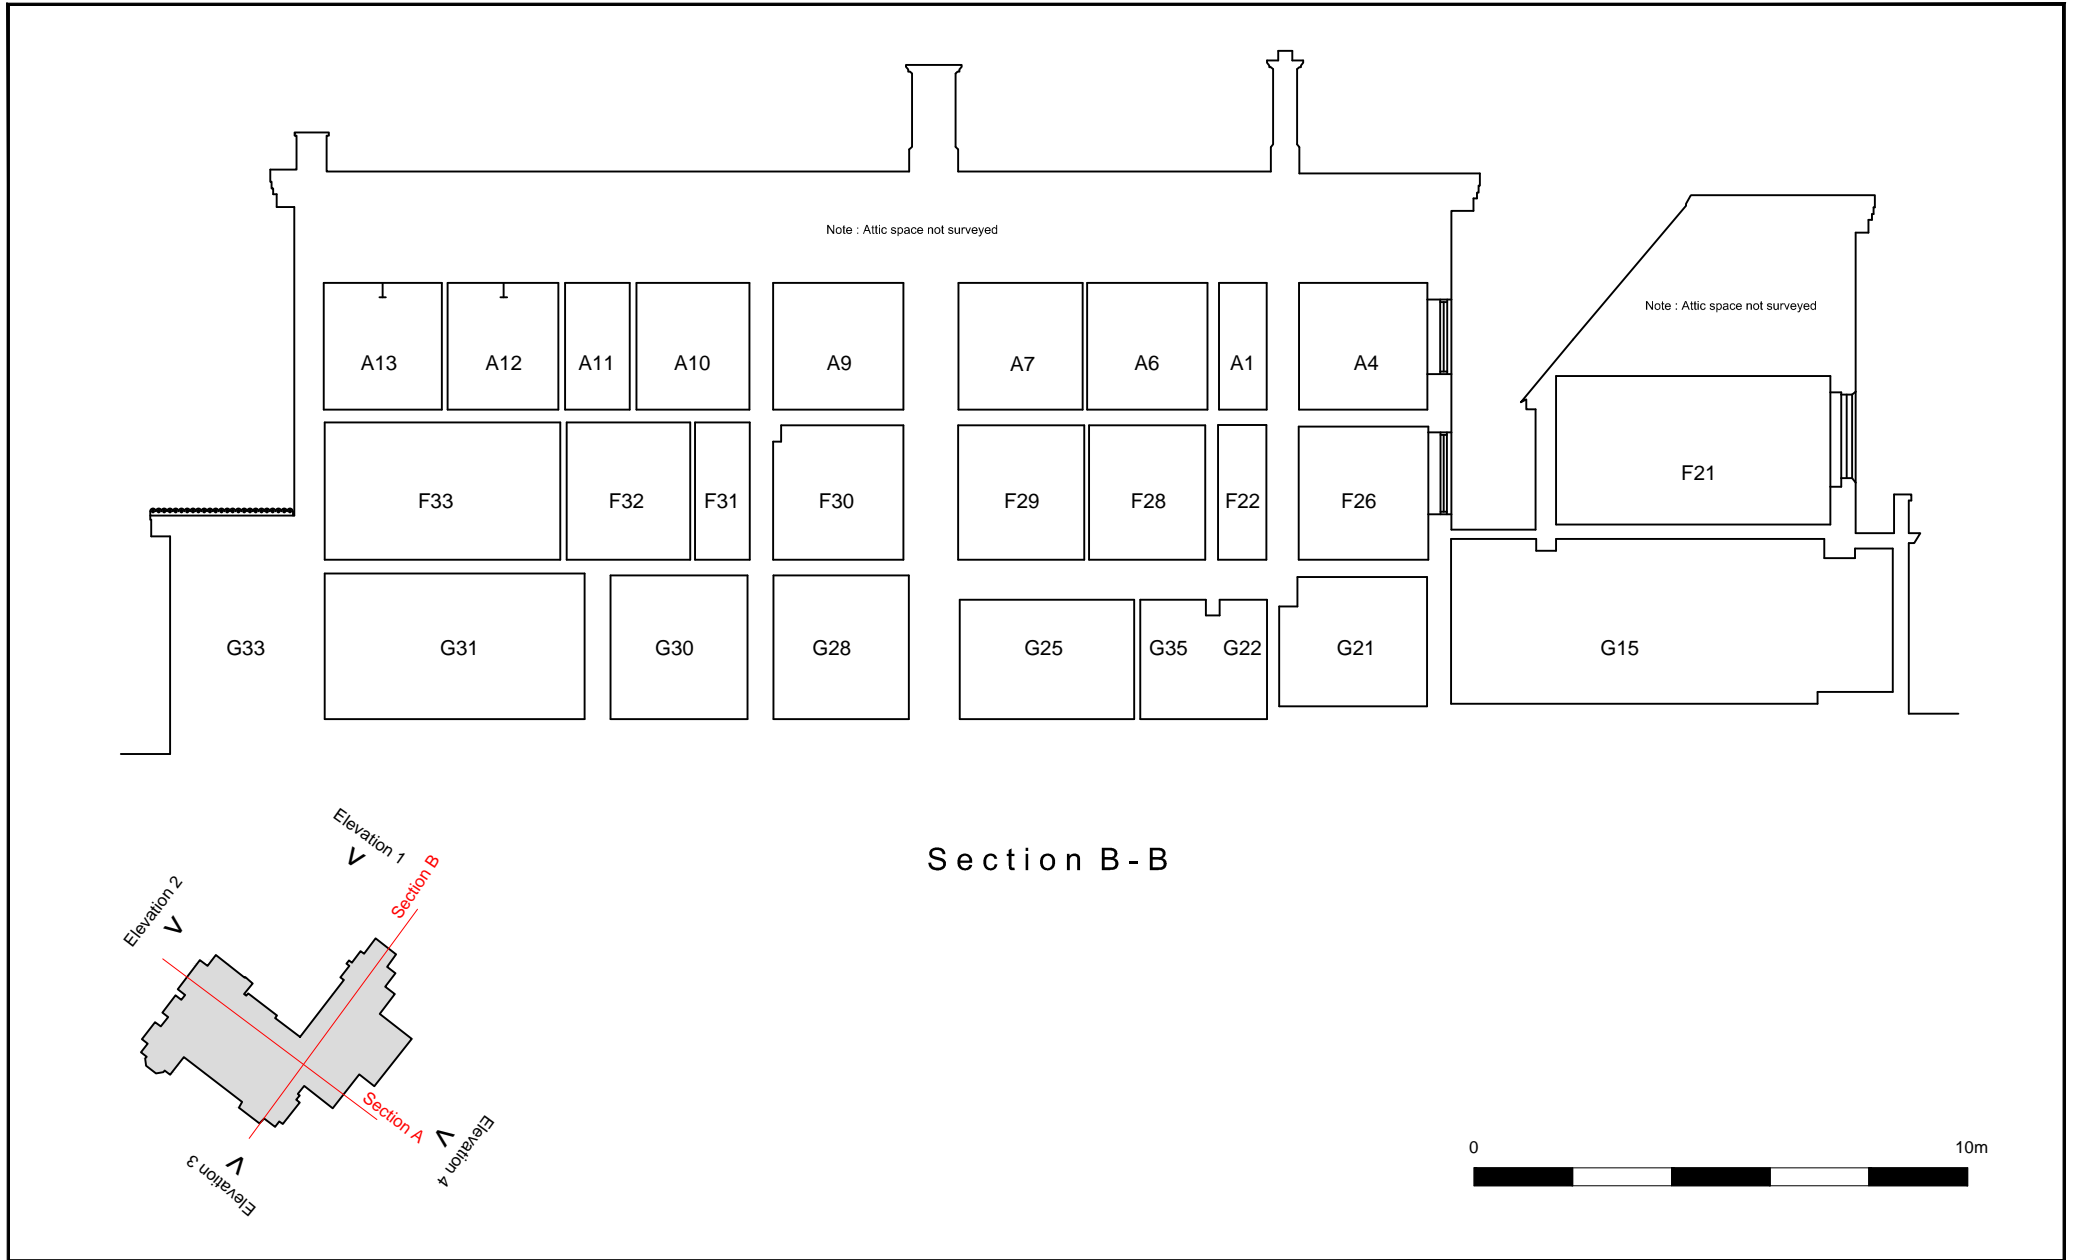 Note : Attic space not surveyed
Note : Attic space not surveyed
A13 A12 A11 A10 A9 A7 A6 A1 A4
F33 F32 F31 F30 F29 F28 F22 F26 F21
G33 G31 G30 G28 G25 G35 G22 G21 G15
Section B-B
Elevation 1
Section B
Elevation 2
Section A
Elevation 4
Elevation 3
0 10m